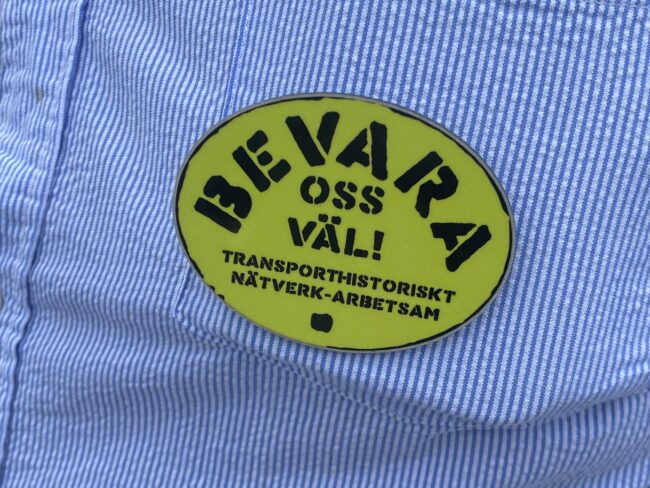 BEVARA
OSS
VÄL!
TRANSPORTHISTORISKT
NÄTVERK-ARBETSAM